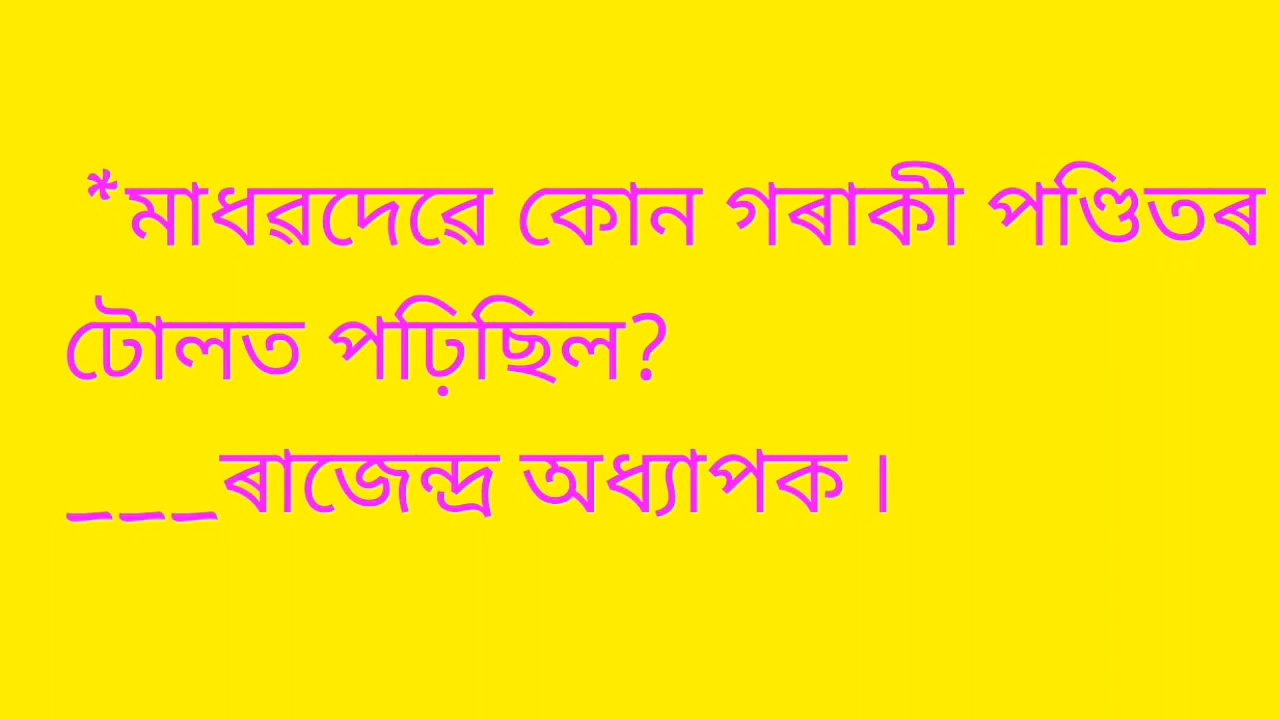 *মাধৱদেৱে কোন গৰাকী পণ্ডিতৰ
টোলত পঢ়িছিল?
___ৰাজেন্দ্ৰ অধ্যাপক ৷